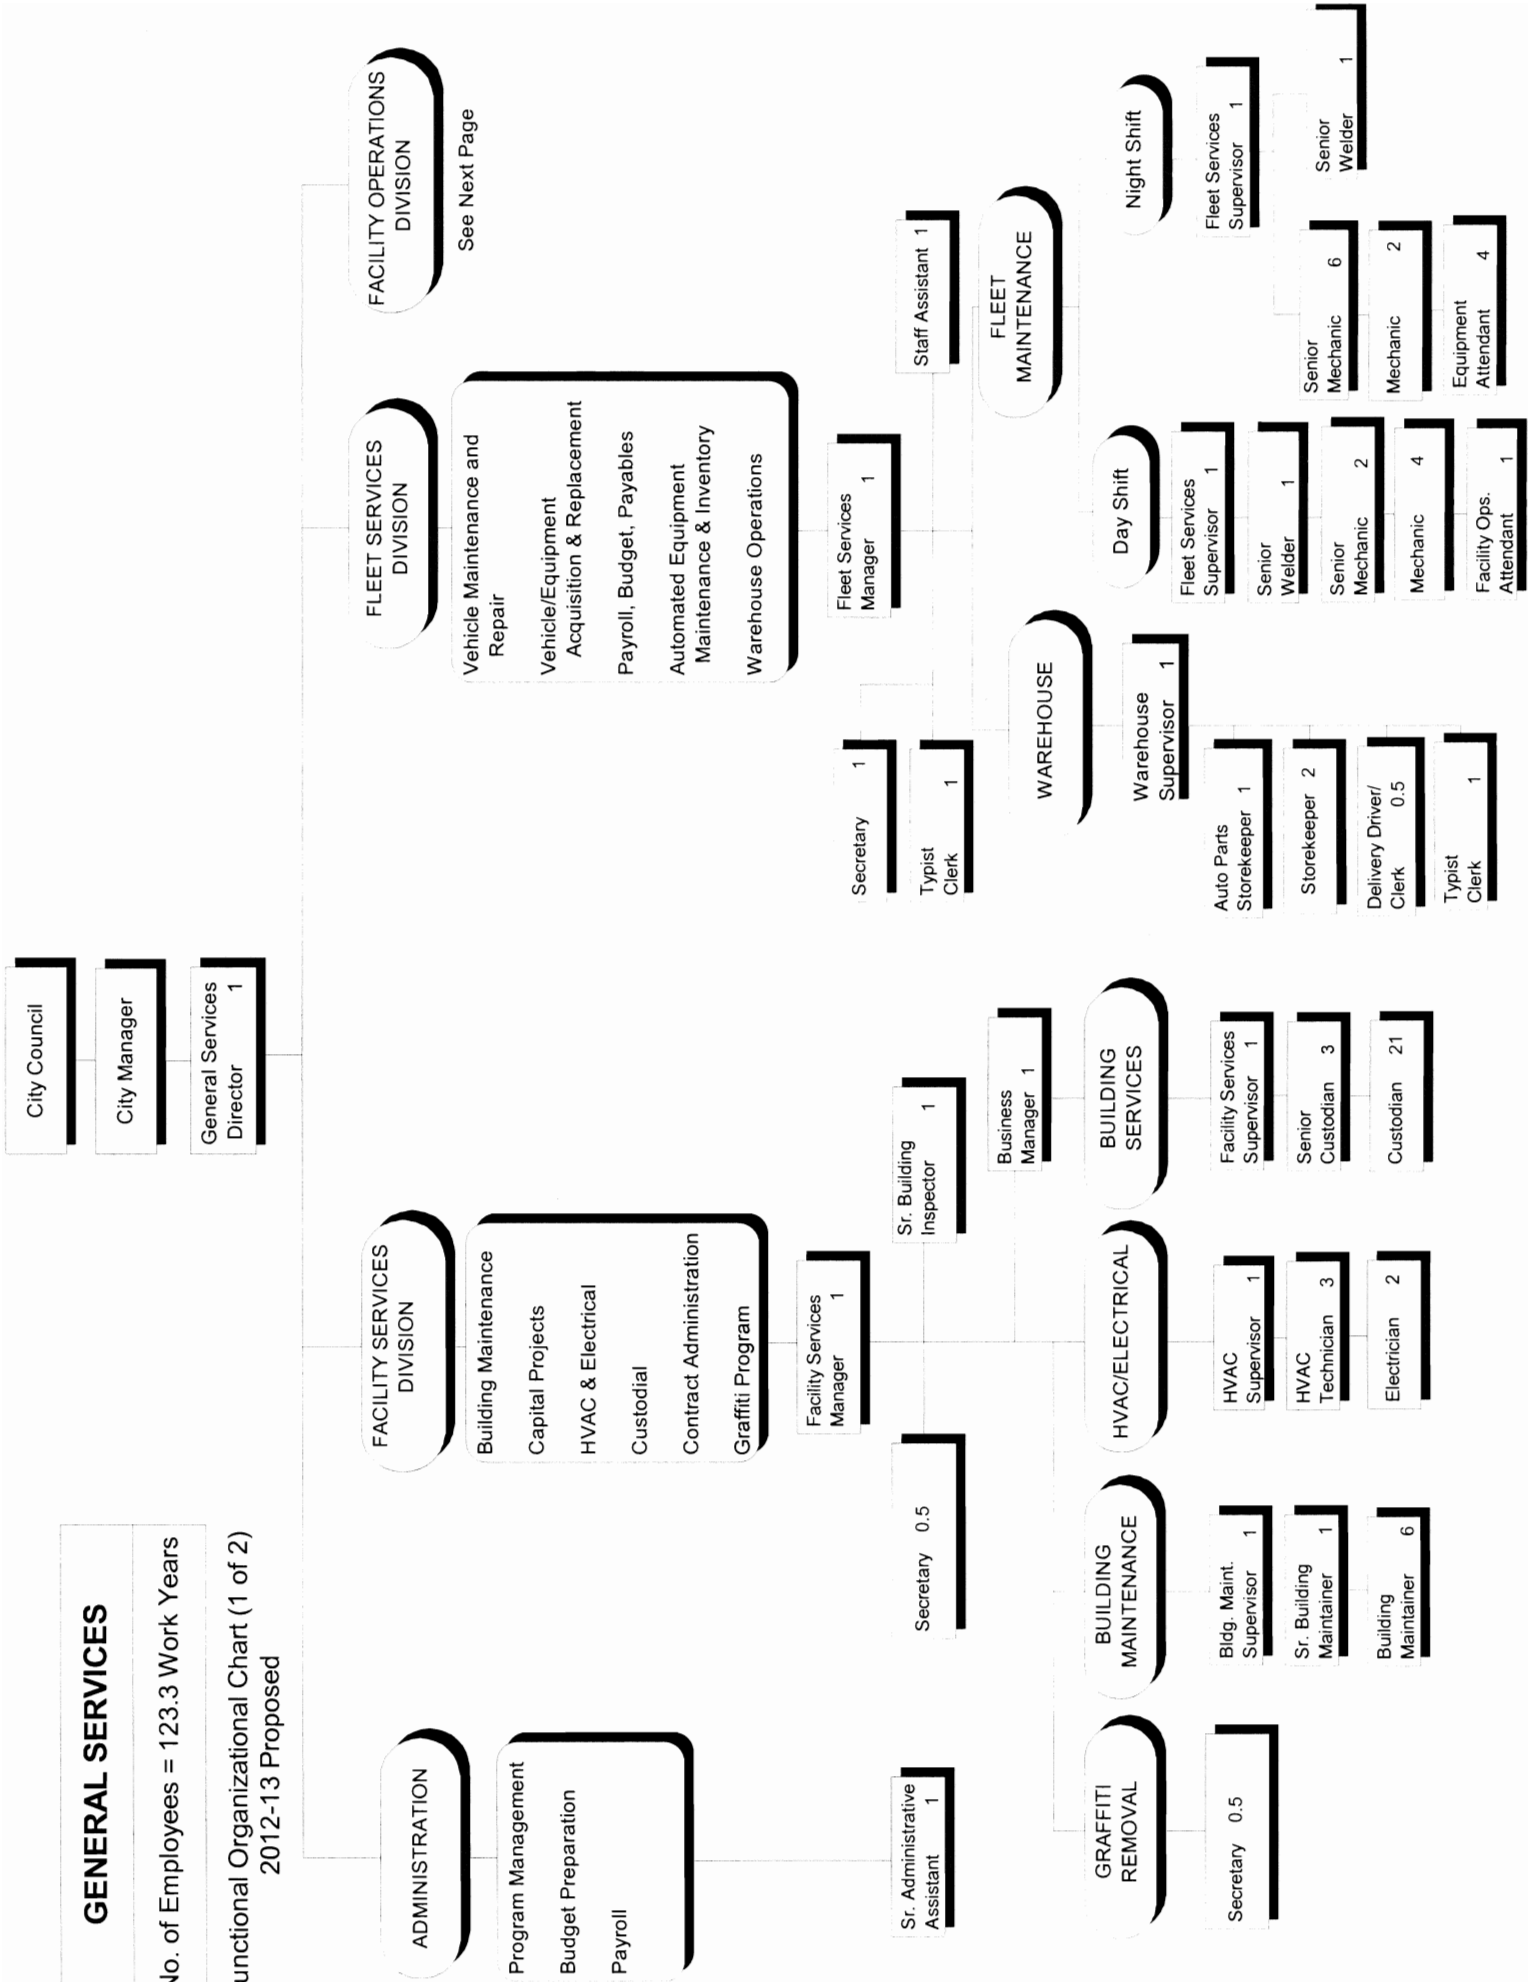 GENERAL SERVICES
No. of Employees = 123.3 Work Years
unctional Organizational Chart (1 of 2)
2012-13 Proposed
City Council
City Manager
General Services
Director 1
ADMINISTRATION
Program Management
Budget Preparation
Payroll
Sr. Administrative
Assistant 1
FACILITY SERVICES
DIVISION
Building Maintenance
Capital Projects
HVAC & Electrical
Custodial
Contract Administration
Graffiti Program
Facility Services
Manager 1
Secretary 0.5
Sr. Building
Inspector 1
Business
Manager 1
GRAFFITI
REMOVAL
Secretary 0.5
BUILDING
MAINTENANCE
Bldg. Maint.
Supervisor 1
Sr. Building
Maintainer 1
Building
Maintainer 6
HVAC/ELECTRICAL
HVAC
Supervisor 1
HVAC
Technician 3
Electrician 2
BUILDING
SERVICES
Facility Services
Supervisor 1
Senior
Custodian 3
Custodian 21
FLEET SERVICES
DIVISION
Vehicle Maintenance and
Repair
Vehicle/Equipment
Acquisition & Replacement
Payroll, Budget, Payables
Automated Equipment
Maintenance & Inventory
Warehouse Operations
Fleet Services
Manager 1
Secretary 1
Typist
Clerk 1
Staff Assistant 1
WAREHOUSE
Warehouse
Supervisor 1
Auto Parts
Storekeeper 1
Storekeeper 2
Delivery Driver/
Clerk 0.5
Typist
Clerk 1
FLEET
MAINTENANCE
Day Shift
Fleet Services
Supervisor 1
Senior
Welder 1
Senior
Mechanic 2
Mechanic 4
Facility Ops.
Attendant 1
Night Shift
Fleet Services
Supervisor 1
Senior
Mechanic 6
Mechanic 2
Equipment
Attendant 4
Senior
Welder 1
FACILITY OPERATIONS
DIVISION
See Next Page